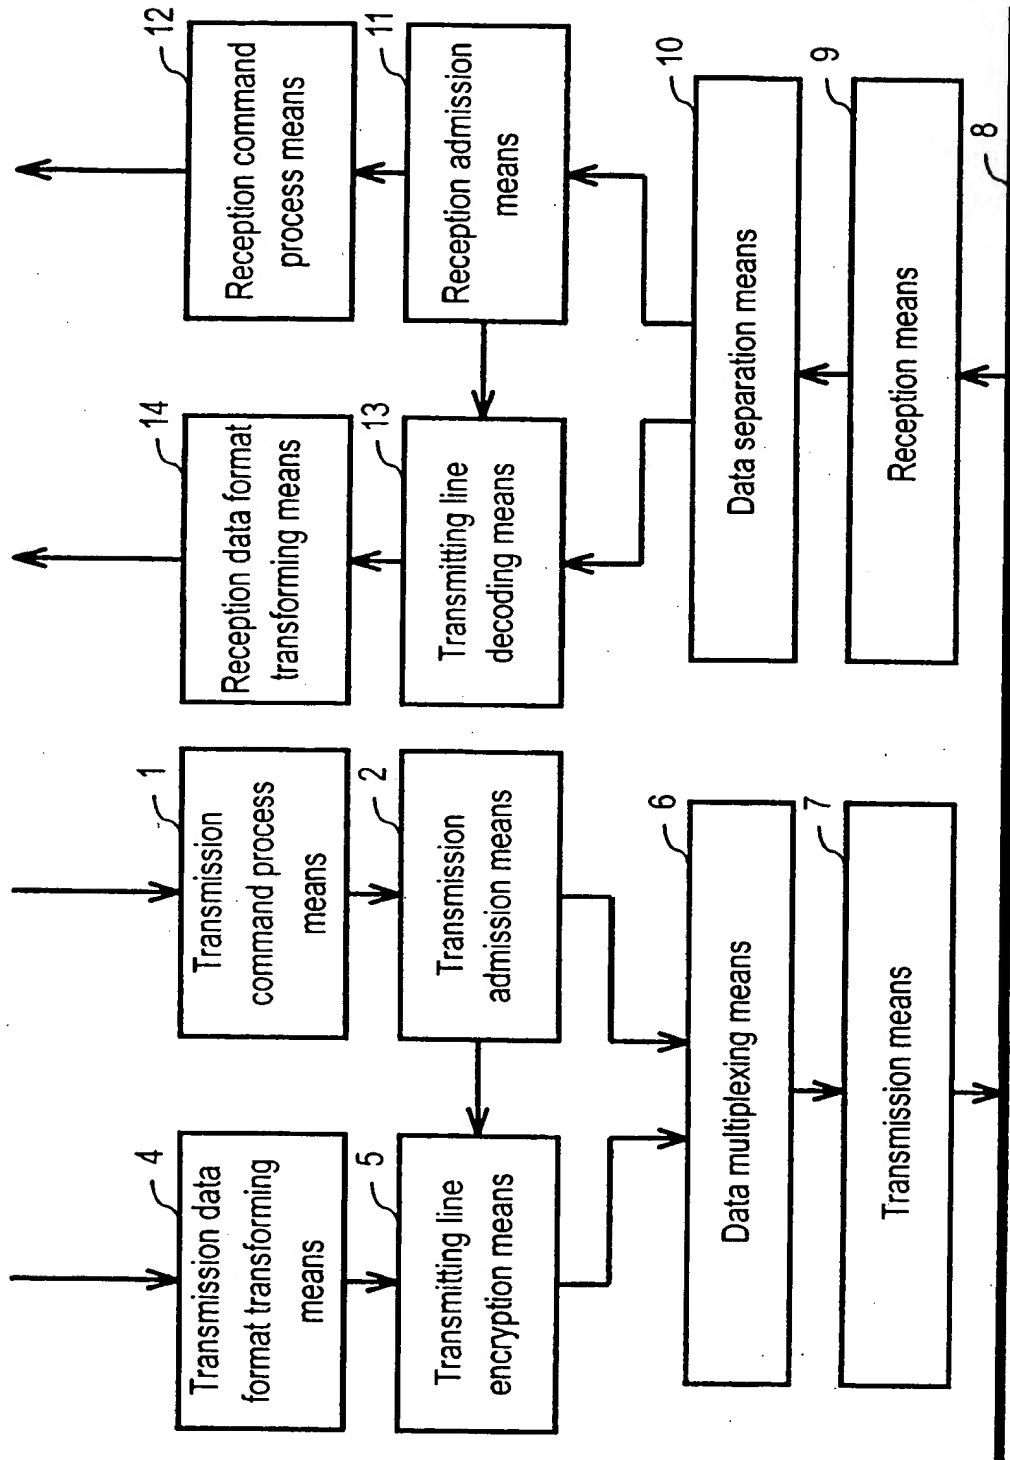 4
Transmission data
format transforming
means
1
Transmission
command process
means
14
Reception data format
transforming means
12
Reception command
process means
5
Transmitting line
encryption means
2
Transmission
admission means
13
Transmitting line
decoding means
11
Reception admission
means
6
Data multiplexing means
10
Data separation means
7
Transmission means
9
Reception means
8